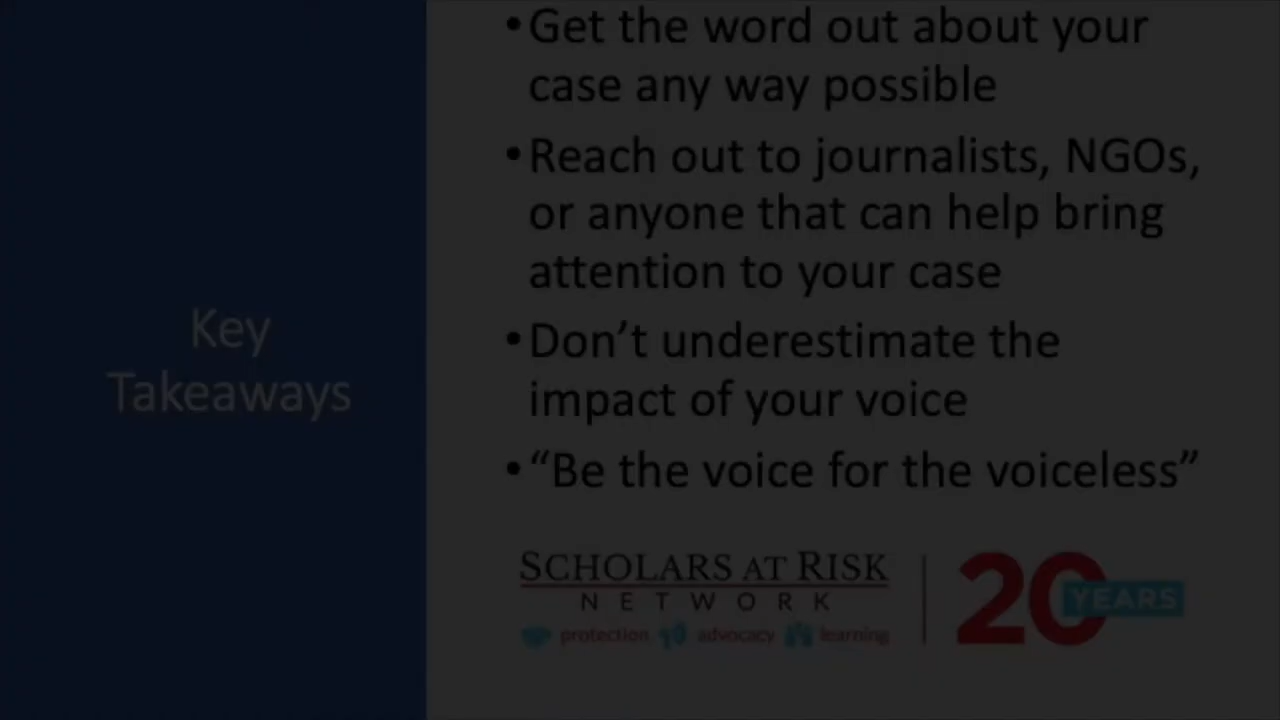 Key
Takeaways
•Get the word out about your
case any way possible
•Reach out to journalists, NGOs,
or anyone that can help bring
attention to your case
•Don’t underestimate the
impact of your voice
•“Be the voice for the voiceless”
SCHOLARS AT RISK
NETWORK
protection advocacy learning
20 YEARS